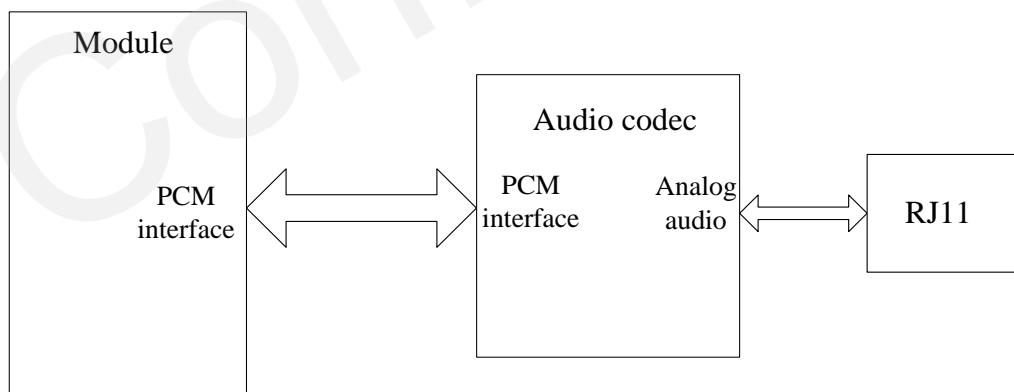 Module
Audio codec
PCM
interface
PCM
interface
Analog
audio
RJ11